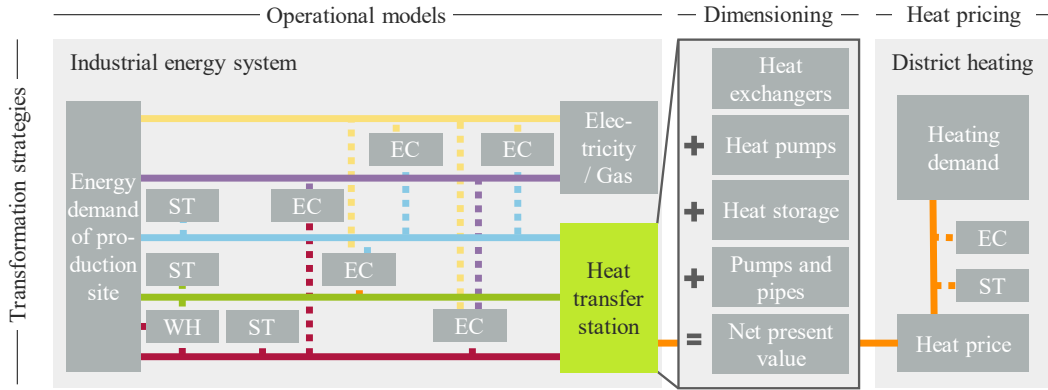 Operational models
Dimensioning
Heat pricing
Transformation strategies
Industrial energy system
Energy
demand
of pro-
duction
site
ST
ST
WH
ST
EC
EC
EC
EC
EC
Elec-
tricity
/ Gas
Heat
transfer
station
Heat
exchangers
+
Heat pumps
+
Heat storage
+
Pumps and
pipes
=
Net present
value
District heating
Heating
demand
EC
ST
Heat price